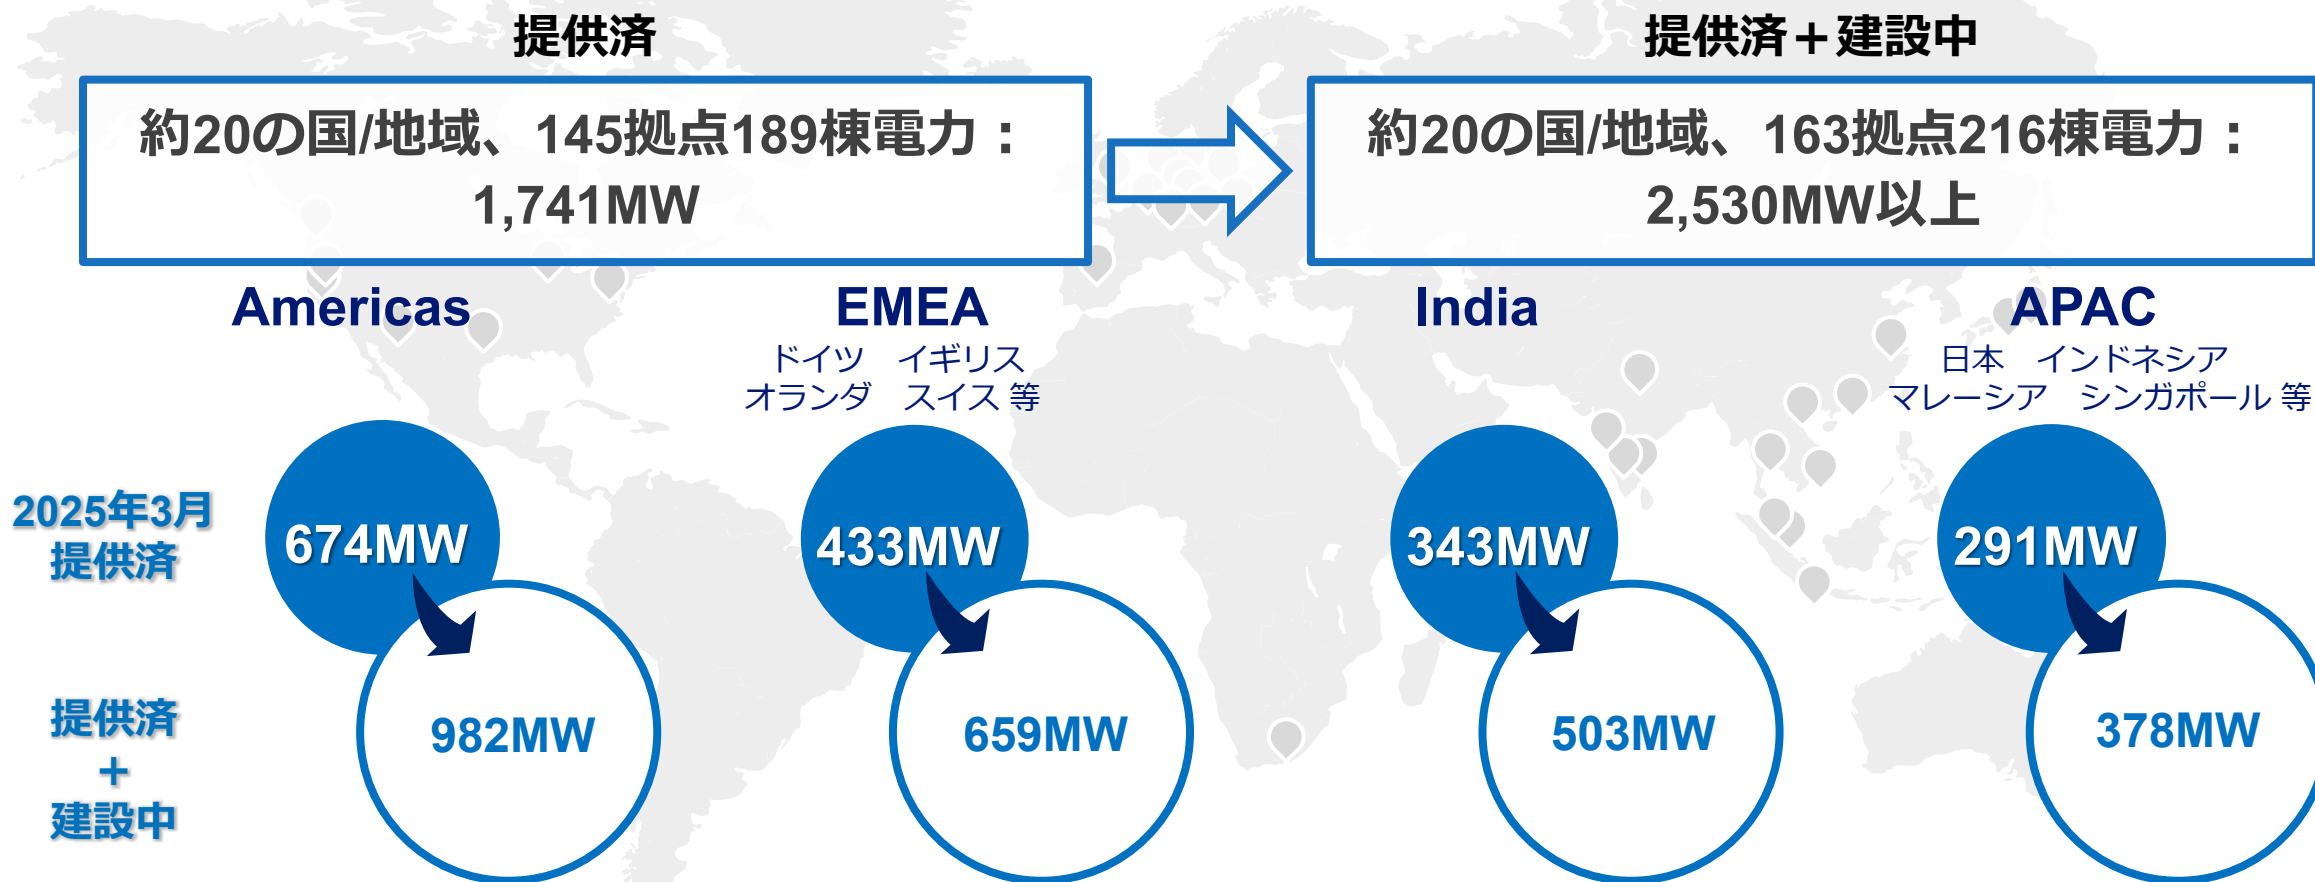 提供済
提供済＋建設中
約20の国/地域、145拠点189棟電力：
1,741MW
約20の国/地域、163拠点216棟電力：
2,530MW以上
Americas
EMEA
ドイツ　イギリス
オランダ　スイス 等
India
APAC
日本　インドネシア
マレーシア　シンガポール 等
2025年3月
提供済
674MW
433MW
343MW
291MW
提供済
＋
建設中
982MW
659MW
503MW
378MW